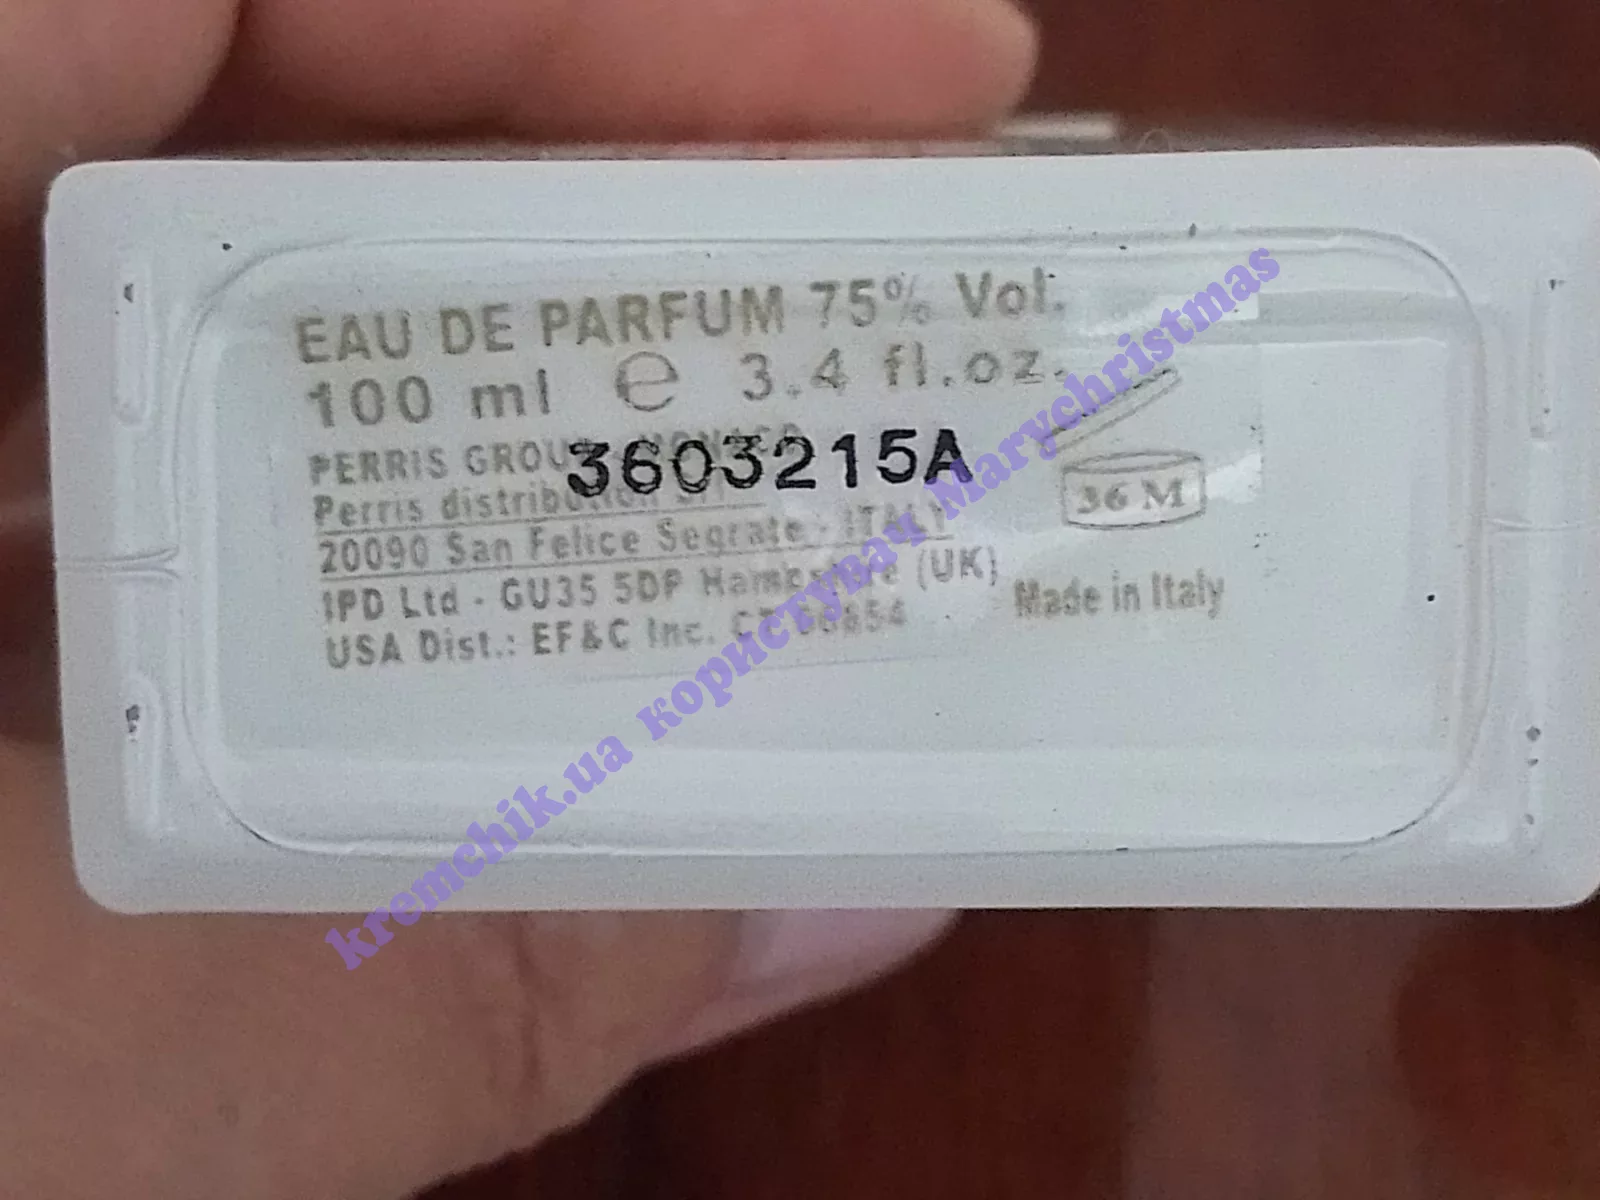 EAU DE PARFUM 75% Vol.
100 ml e 3.4 fl.oz.
PERRIS GROUP MONACO
3603215A
Perris distribution Srl
20090 San Felice Segrate - ITALY
36 M
IPD Ltd - GU35 5DP Hampshire (UK)
Made in Italy
USA Dist.: EF&C Inc.
kremchik.ua користувач Marychristmas